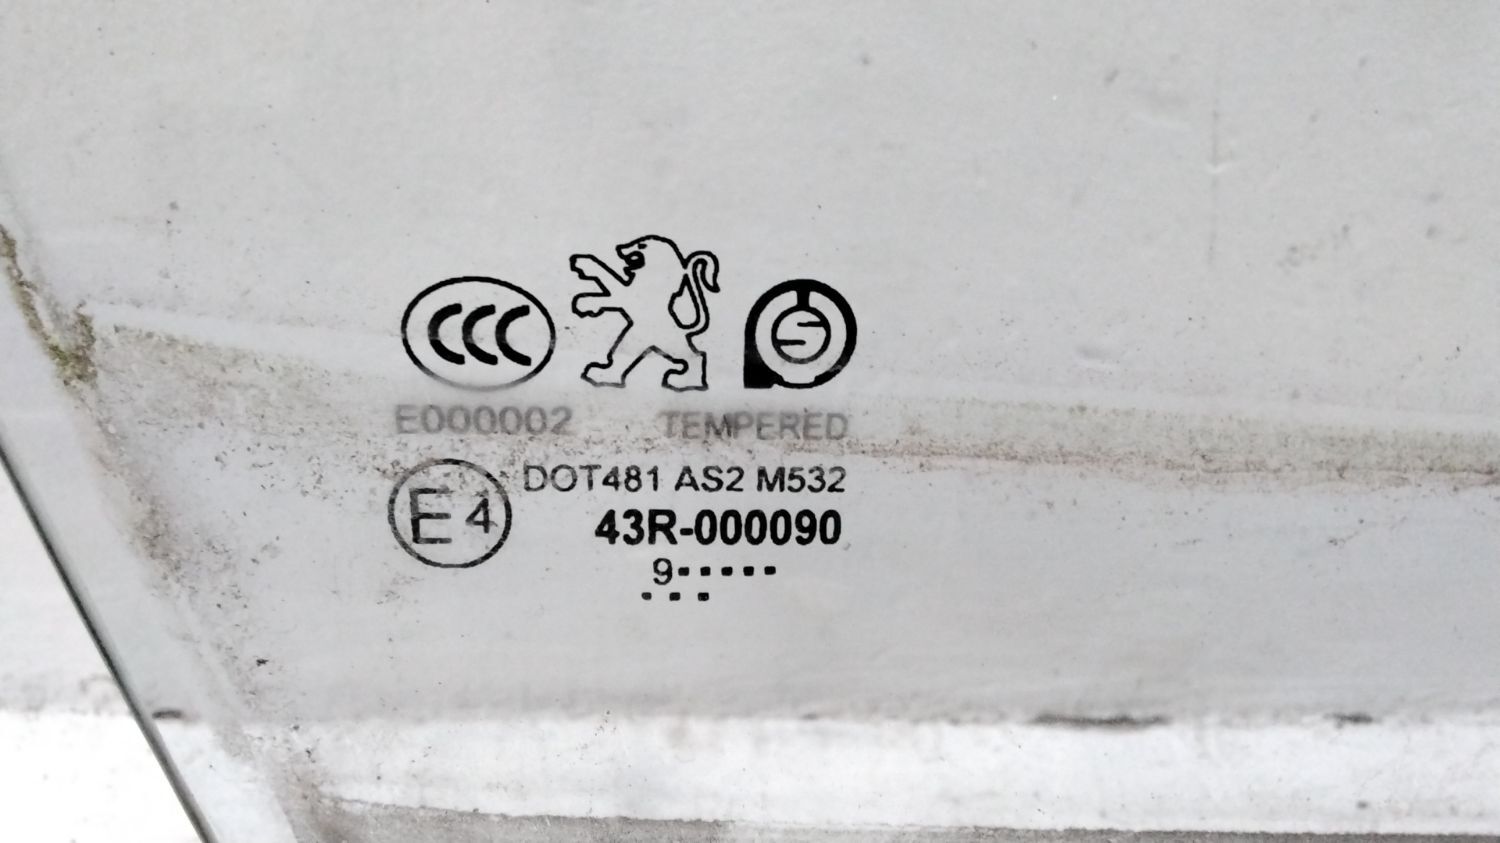 CCC S
E000002 TEMPERED
E4 DOT481 AS2 M532
43R-000090
9.....
...